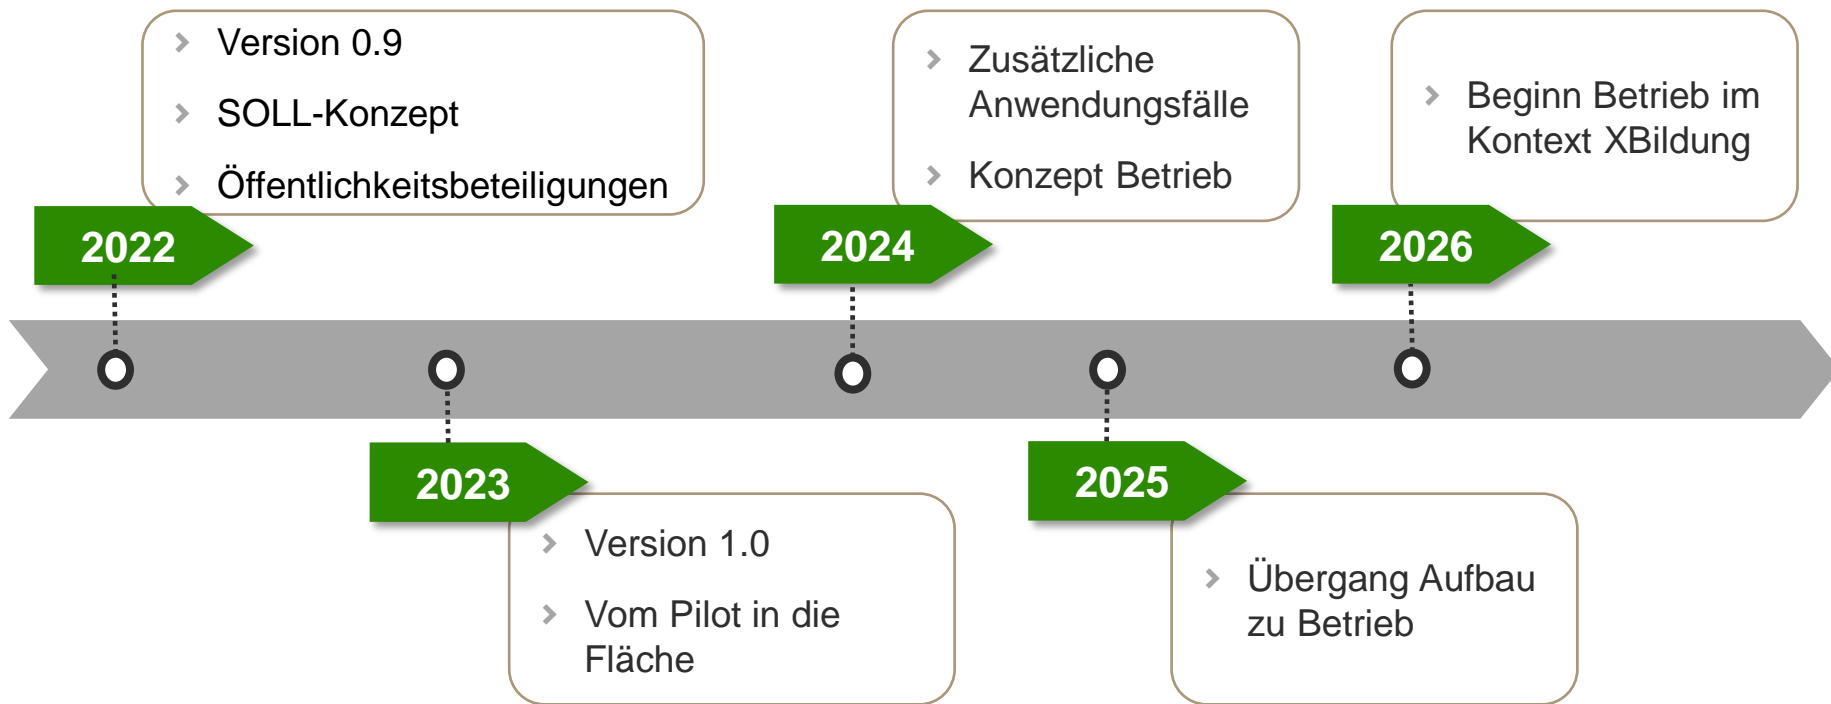 2022
Version 0.9
SOLL-Konzept
Öffentlichkeitsbeteiligungen
2023
Version 1.0
Vom Pilot in die
Fläche
2024
Zusätzliche
Anwendungsfälle
Konzept Betrieb
2025
Übergang Aufbau
zu Betrieb
2026
Beginn Betrieb im
Kontext XBildung